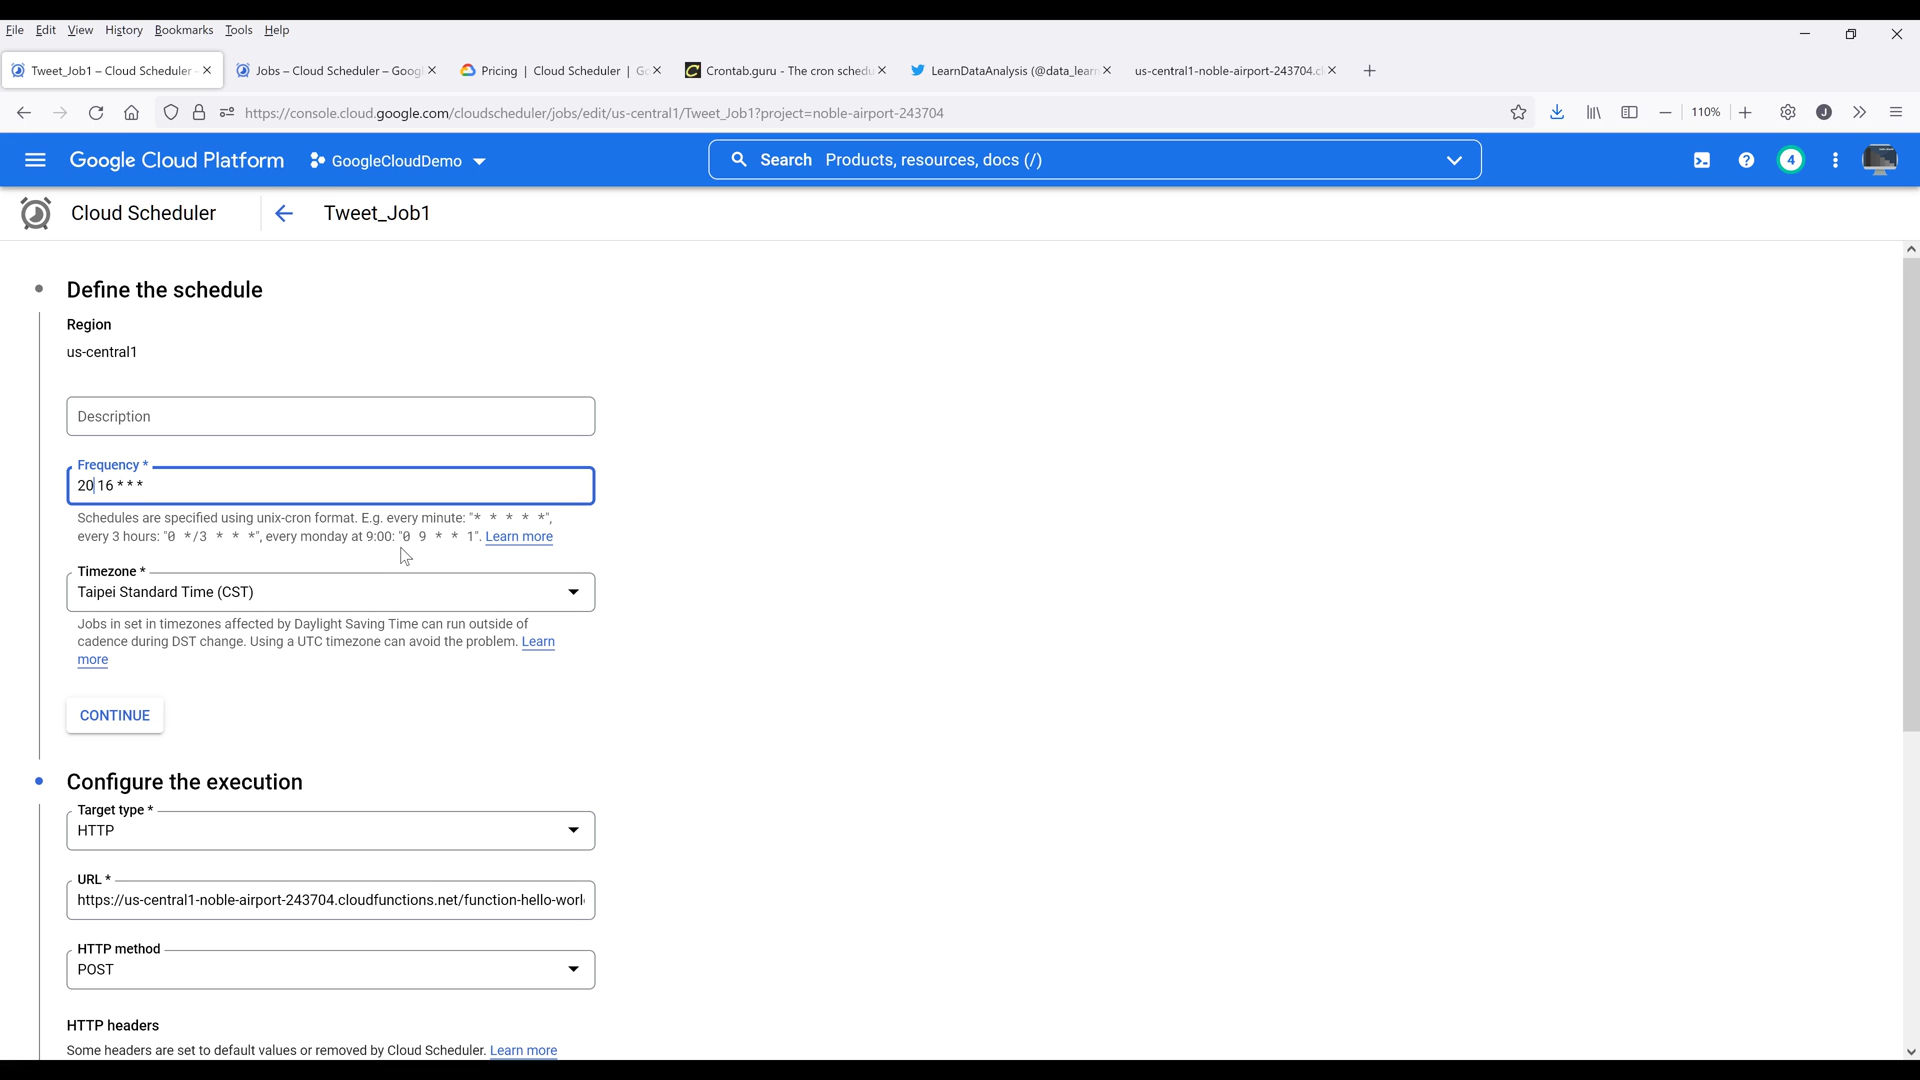 File Edit View History Bookmarks Tools Help
Tweet_Job1 – Cloud Scheduler -
Jobs – Cloud Scheduler – Googl
Pricing | Cloud Scheduler | Go
Crontab.guru - The cron schedu
LearnDataAnalysis (@data_learn
us-central1-noble-airport-243704.cl
https://console.cloud.google.com/cloudscheduler/jobs/edit/us-central1/Tweet_Job1?project=noble-airport-243704
110%
J
Google Cloud Platform
GoogleCloudDemo
Search Products, resources, docs (/)
4
Cloud Scheduler
Tweet_Job1
Define the schedule
Region
us-central1
Description
Frequency *
20 16 * * *
Schedules are specified using unix-cron format. E.g. every minute: "* * * * *",
every 3 hours: "0 */3 * * *", every monday at 9:00: "0 9 * * 1". Learn more
Timezone *
Taipei Standard Time (CST)
Jobs in set in timezones affected by Daylight Saving Time can run outside of
cadence during DST change. Using a UTC timezone can avoid the problem. Learn
more
CONTINUE
Configure the execution
Target type *
HTTP
URL *
https://us-central1-noble-airport-243704.cloudfunctions.net/function-hello-worl
HTTP method
POST
HTTP headers
Some headers are set to default values or removed by Cloud Scheduler. Learn more